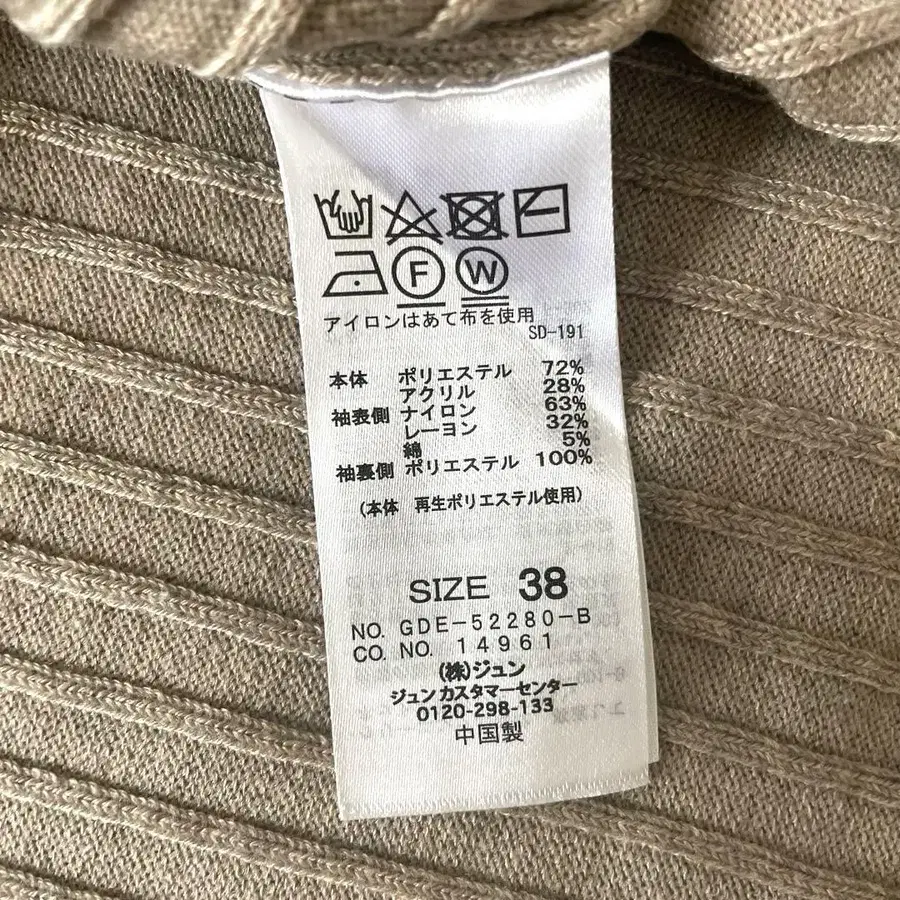 F W
アイロンはあて布を使用
SD-191
本体 ポリエステル 72%
アクリル 28%
袖表側 ナイロン 63%
レーヨン 32%
綿 5%
袖裏側 ポリエステル 100%
(本体 再生ポリエステル使用)
SIZE 38
NO. GDE-52280-B
CO. NO. 14961
(株)ジュン
ジュンカスタマーセンター
0120-298-133
中国製